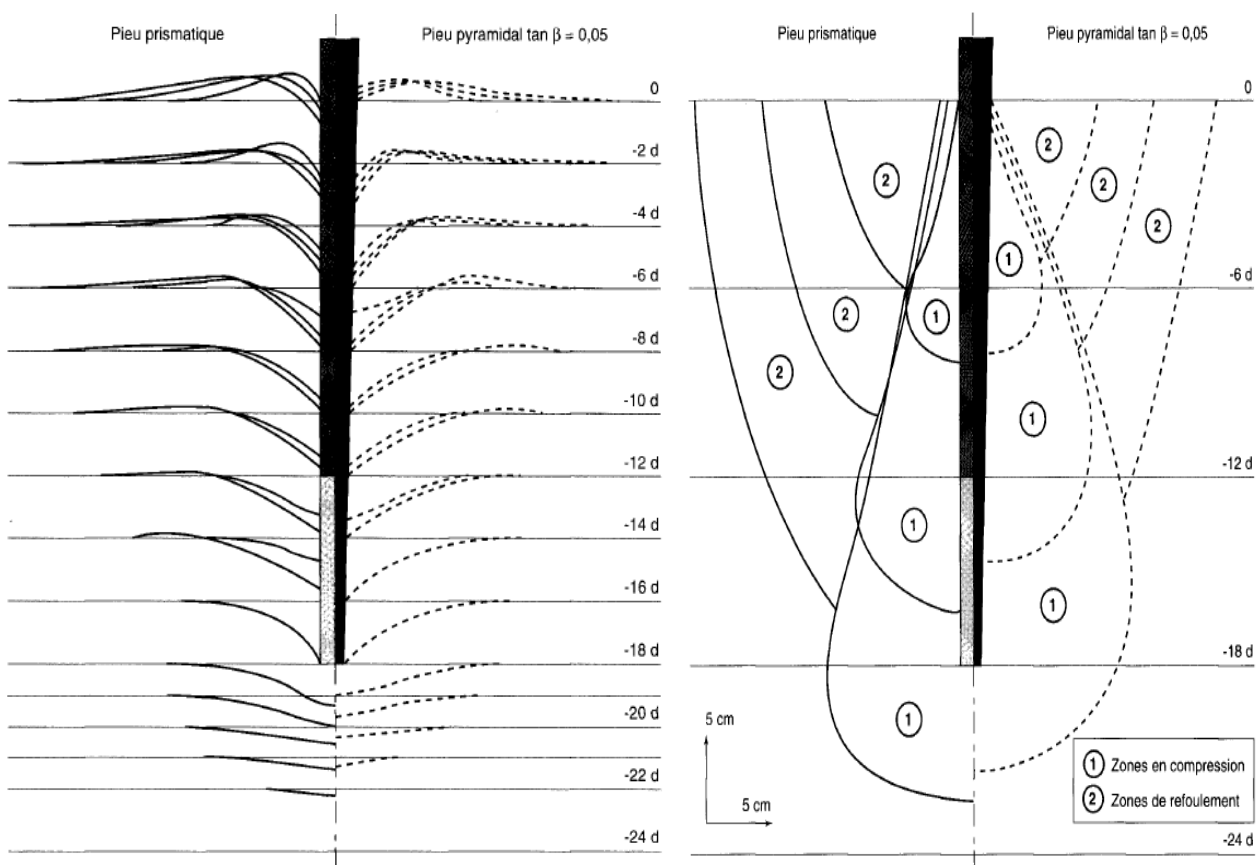 Pieu prismatique
Pieu pyramidal tan β = 0,05
0
-2 d
-4 d
-6 d
-8 d
-10 d
-12 d
-14 d
-16 d
-18 d
-20 d
-22 d
-24 d
Pieu prismatique
Pieu pyramidal tan β = 0,05
0
2
2
2
2
1
-6 d
2
1
2
1
-12 d
1
1
-18 d
1
5 cm
5 cm
1 Zones en compression
2 Zones de refoulement
-24 d